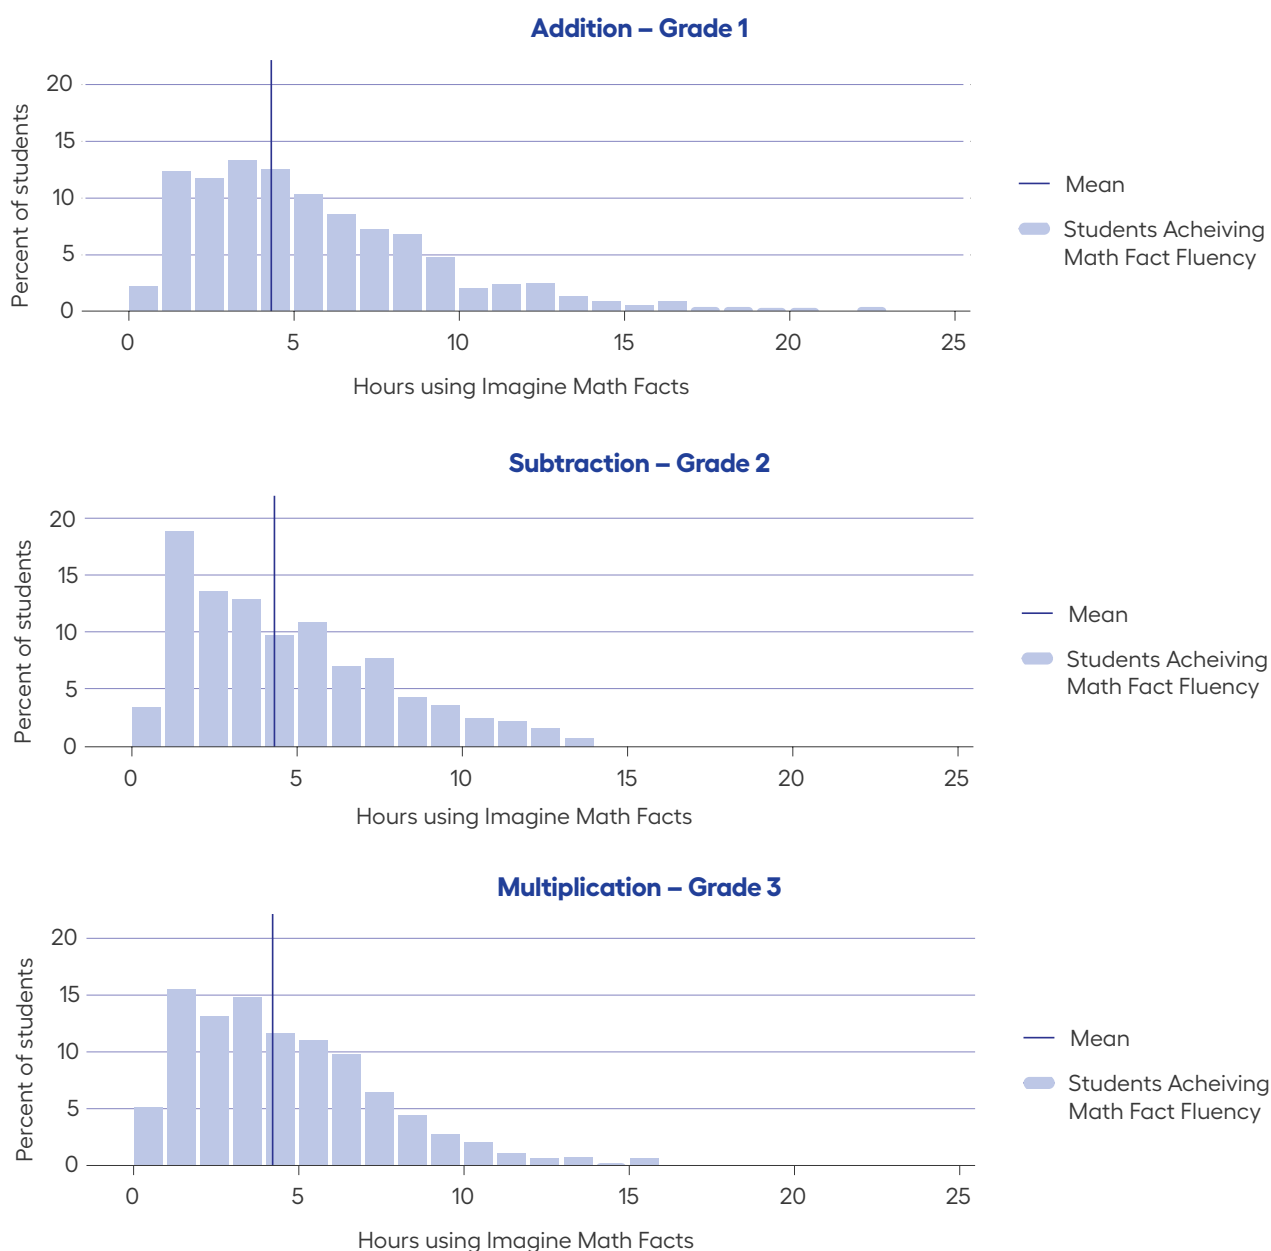 Addition – Grade 1
20
15
10
5
0
Percent of students
0 5 10 15 20 25
Hours using Imagine Math Facts
Mean
Students Acheiving
Math Fact Fluency
Subtraction – Grade 2
20
15
10
5
0
Percent of students
0 5 10 15 20 25
Hours using Imagine Math Facts
Mean
Students Acheiving
Math Fact Fluency
Multiplication – Grade 3
20
15
10
5
0
Percent of students
0 5 10 15 20 25
Hours using Imagine Math Facts
Mean
Students Acheiving
Math Fact Fluency